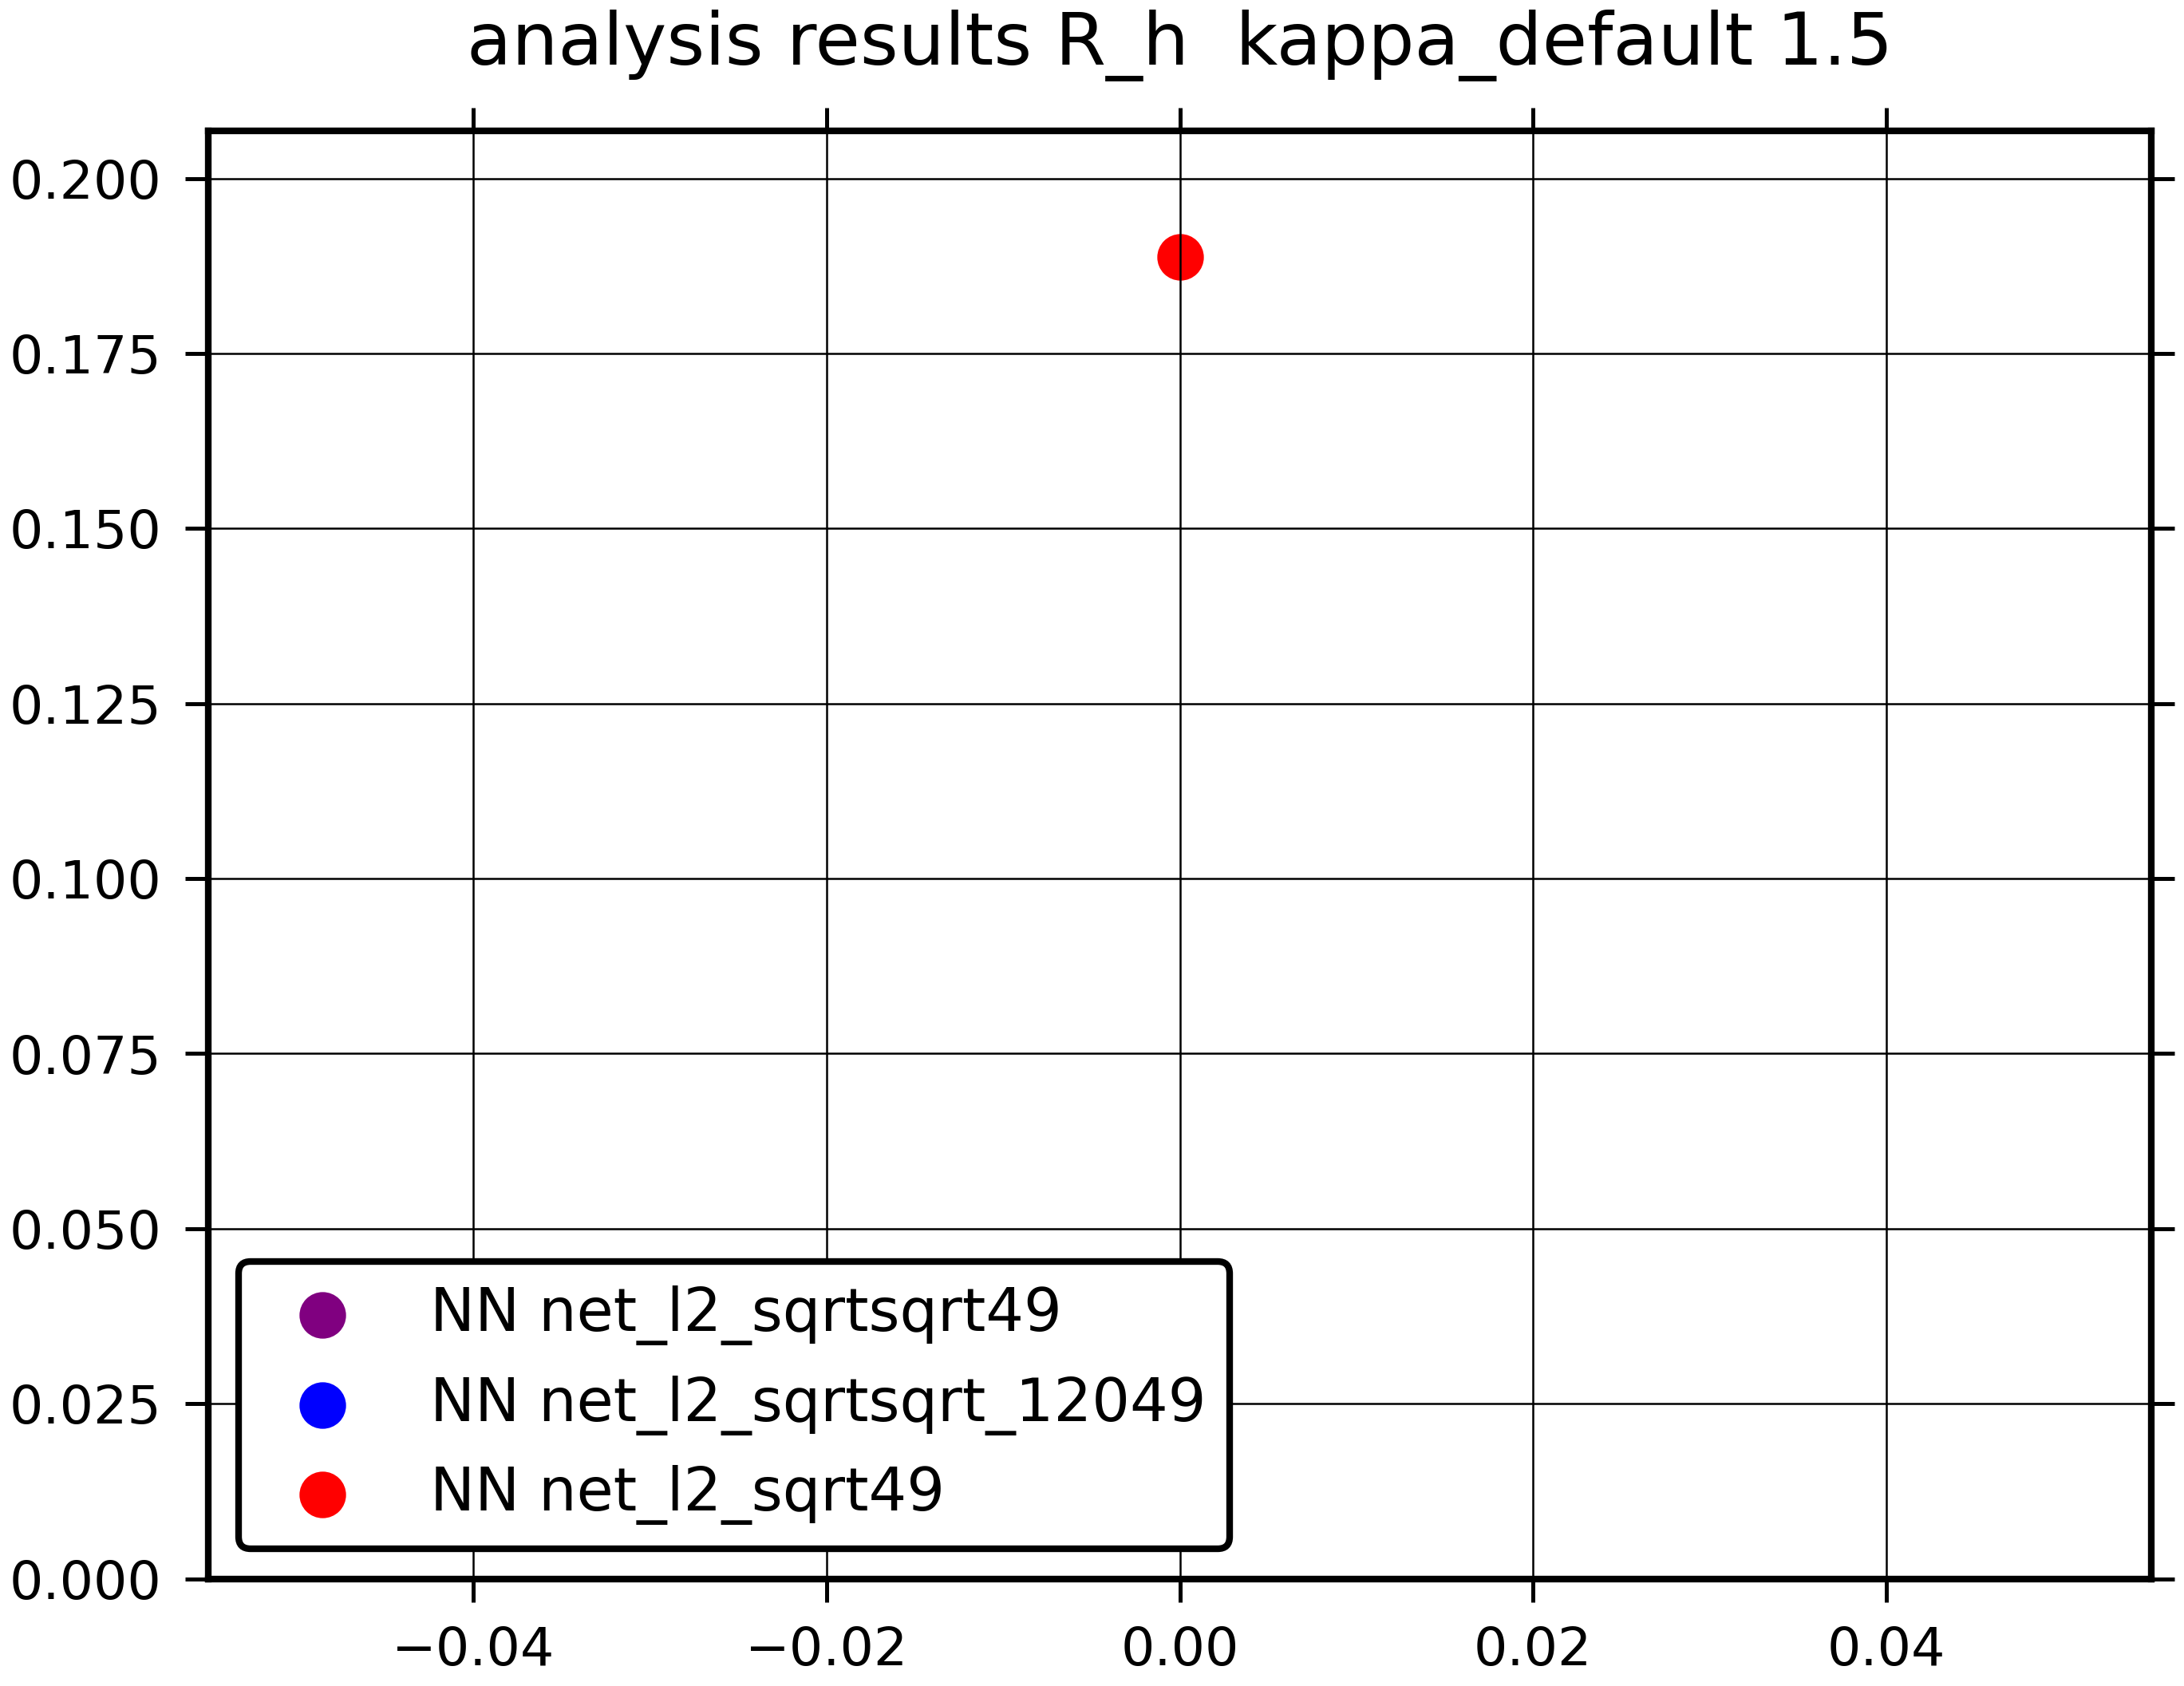 analysis results R_h  kappa_default 1.5
0.200
0.175
0.150
0.125
0.100
0.075
0.050
0.025
0.000
NN net_l2_sqrtsqrt49
NN net_l2_sqrtsqrt_12049
NN net_l2_sqrt49
−0.04 −0.02 0.00 0.02 0.04